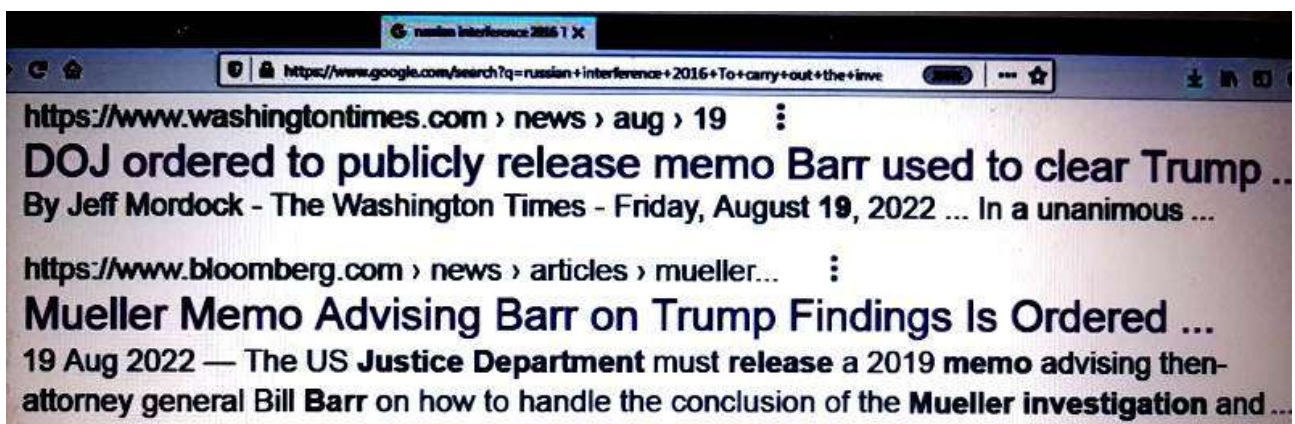 russian interference 2016 T
https://www.google.com/search?q=russian+interference+2016+To+carry+out+the+inve
https://www.washingtontimes.com › news › aug › 19
DOJ ordered to publicly release memo Barr used to clear Trump ...
By Jeff Mordock - The Washington Times - Friday, August 19, 2022 ... In a unanimous ...
https://www.bloomberg.com › news › articles › mueller...
Mueller Memo Advising Barr on Trump Findings Is Ordered ...
19 Aug 2022 — The US Justice Department must release a 2019 memo advising then-
attorney general Bill Barr on how to handle the conclusion of the Mueller investigation and ...